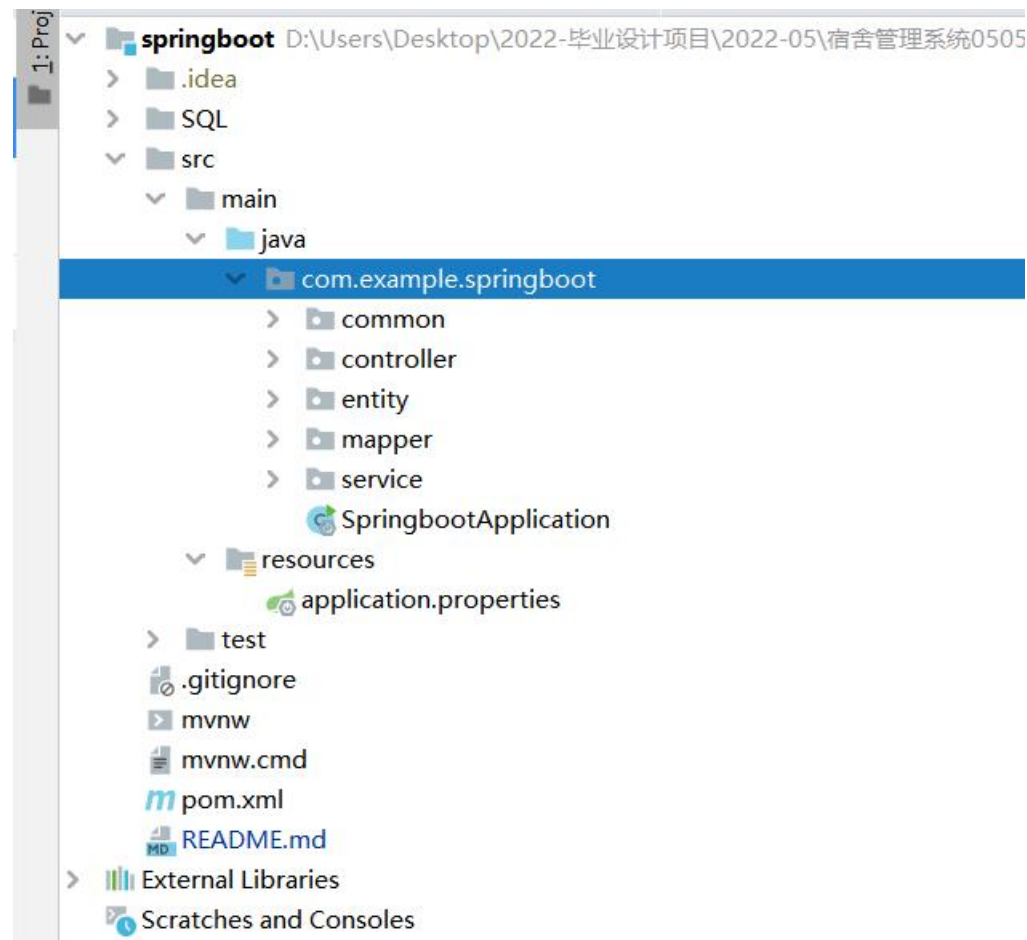 1: Proj
springboot D:\Users\Desktop\2022-毕业设计项目\2022-05\宿舍管理系统0505
.idea
SQL
src
main
java
com.example.springboot
common
controller
entity
mapper
service
SpringbootApplication
resources
application.properties
test
.gitignore
mvnw
mvnw.cmd
pom.xml
README.md
External Libraries
Scratches and Consoles